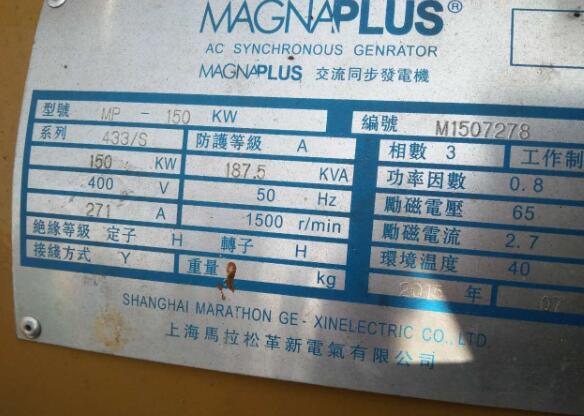 MAGNAPLUS®
AC SYNCHRONOUS GENRATOR
MAGNAPLUS 交流同步發電機
型號 MP - 150 KW
編號 M1507278
系列 433/S 防護等級 A
相數 3 工作制
150 KW 187.5 KVA
功率因數 0.8
400 V 50 Hz
勵磁電壓 65
271 A 1500 r/min
勵磁電流 2.7
絶緣等級 定子 H 轉子 H
環境温度 40
接綫方式 Y 重量 kg
2015 年 07
SHANGHAI MARATHON GE - XINELECTRIC CO., LTD
上海馬拉松革新電氣有限公司